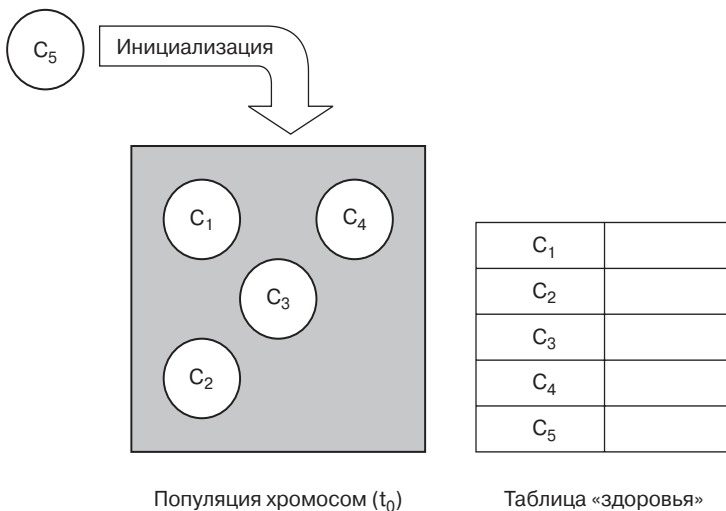 C₅
Инициализация
C₁
C₄
C₃
C₂
C₁
C₂
C₃
C₄
C₅
Популяция хромосом (t₀)
Таблица «здоровья»